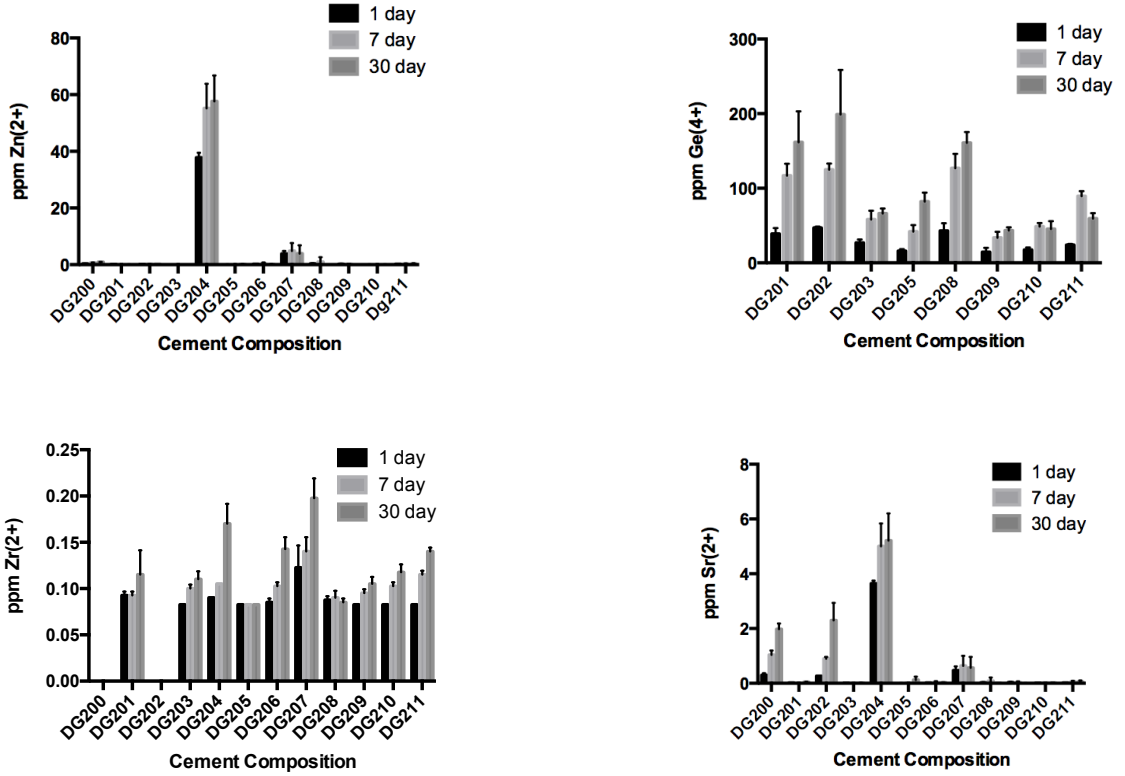 1 day
7 day
30 day
80
60
40
20
0
ppm Zn(2+)
DG200
DG201
DG202
DG203
DG204
DG205
DG206
DG207
DG208
DG209
DG210
Dg211
Cement Composition
1 day
7 day
30 day
300
200
100
0
ppm Ge(4+)
DG201
DG202
DG203
DG205
DG208
DG209
DG210
DG211
Cement Composition
1 day
7 day
30 day
0.25
0.20
0.15
0.10
0.05
0.00
ppm Zr(2+)
DG200
DG201
DG202
DG203
DG204
DG205
DG206
DG207
DG208
DG209
DG210
DG211
Cement Composition
1 day
7 day
30 day
8
6
4
2
0
ppm Sr(2+)
DG200
DG201
DG202
DG203
DG204
DG205
DG206
DG207
DG208
DG209
DG210
DG211
Cement Composition